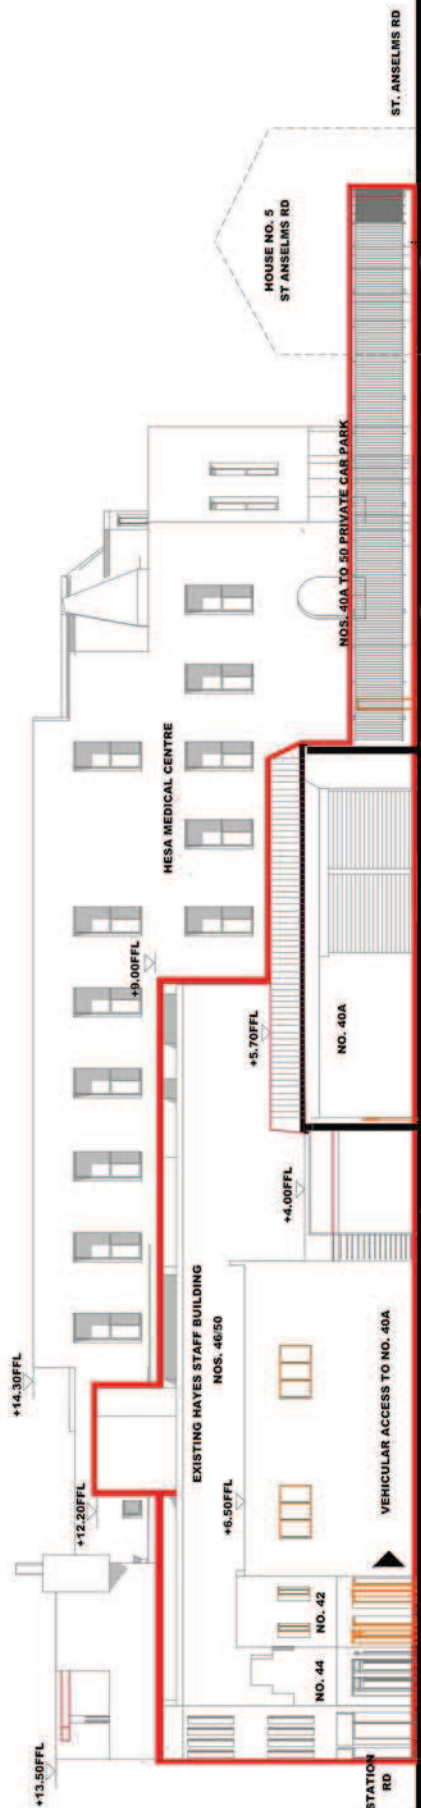 +13.50FFL
+14.30FFL
+12.20FFL
+9.00FFL
HESA MEDICAL CENTRE
HOUSE NO. 5
ST ANSELMS RD
EXISTING HAYES STAFF BUILDING
NOS. 46/50
+6.50FFL
+5.70FFL
+4.00FFL
NO. 44
NO. 42
NO. 40A
NOS. 40A TO 50 PRIVATE CAR PARK
VEHICULAR ACCESS TO NO. 40A
STATION
RD
ST. ANSELMS RD